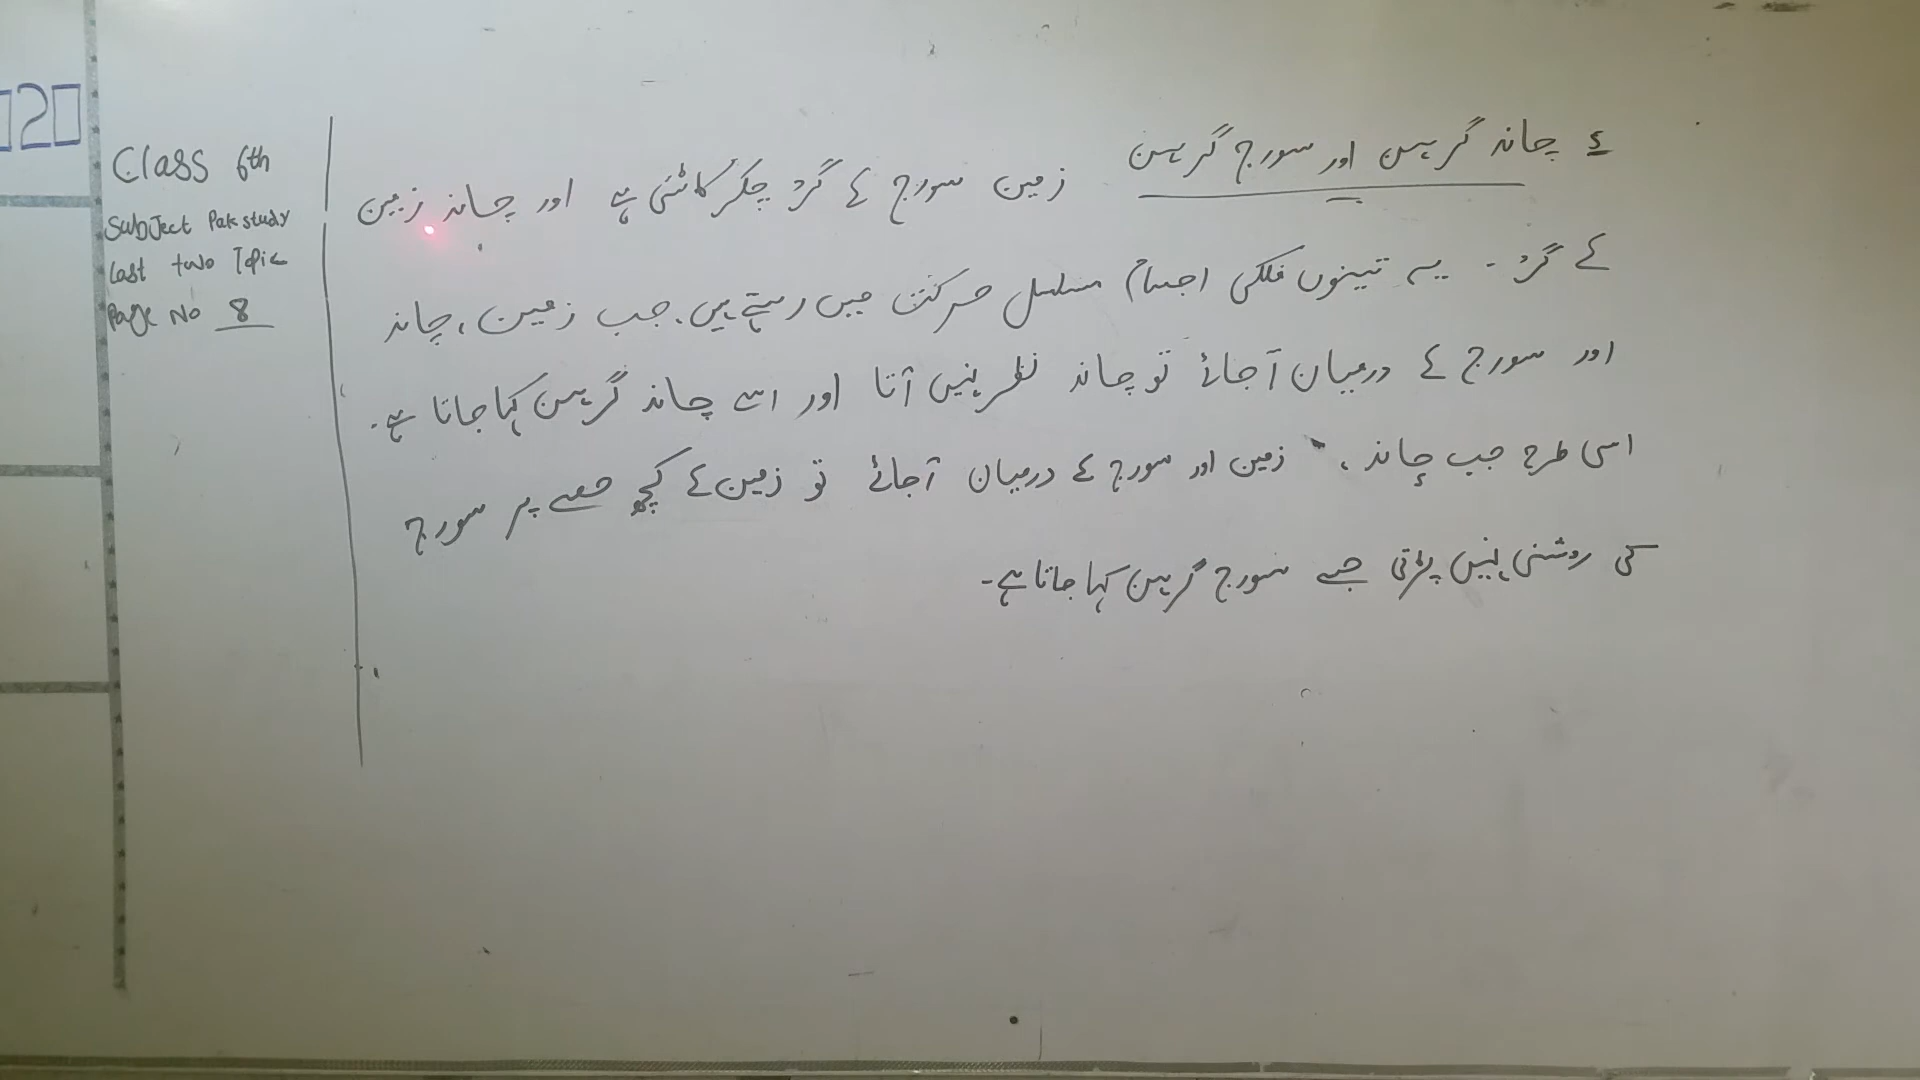 120
Class 6th
Subject Pak study
Last two Topic
Page No 8
4 چاند گرہن اور سورج گرہن زمین سورج کے گرد چکر کاٹتی ہے اور چاند زمین
کے گرد ۔ یہ تینوں فلکی اجسام مسلسل حرکت میں رہتے ہیں۔ جب زمین، چاند
اور سورج کے درمیان آجائے تو چاند نظر نہیں آتا اور اسے چاند گرہن کہا جاتا ہے۔
اسی طرح جب چاند، زمین اور سورج کے درمیان آجائے تو زمین کے کچھ حصے پر سورج
کی روشنی نہیں پڑتی جسے سورج گرہن کہا جاتا ہے۔